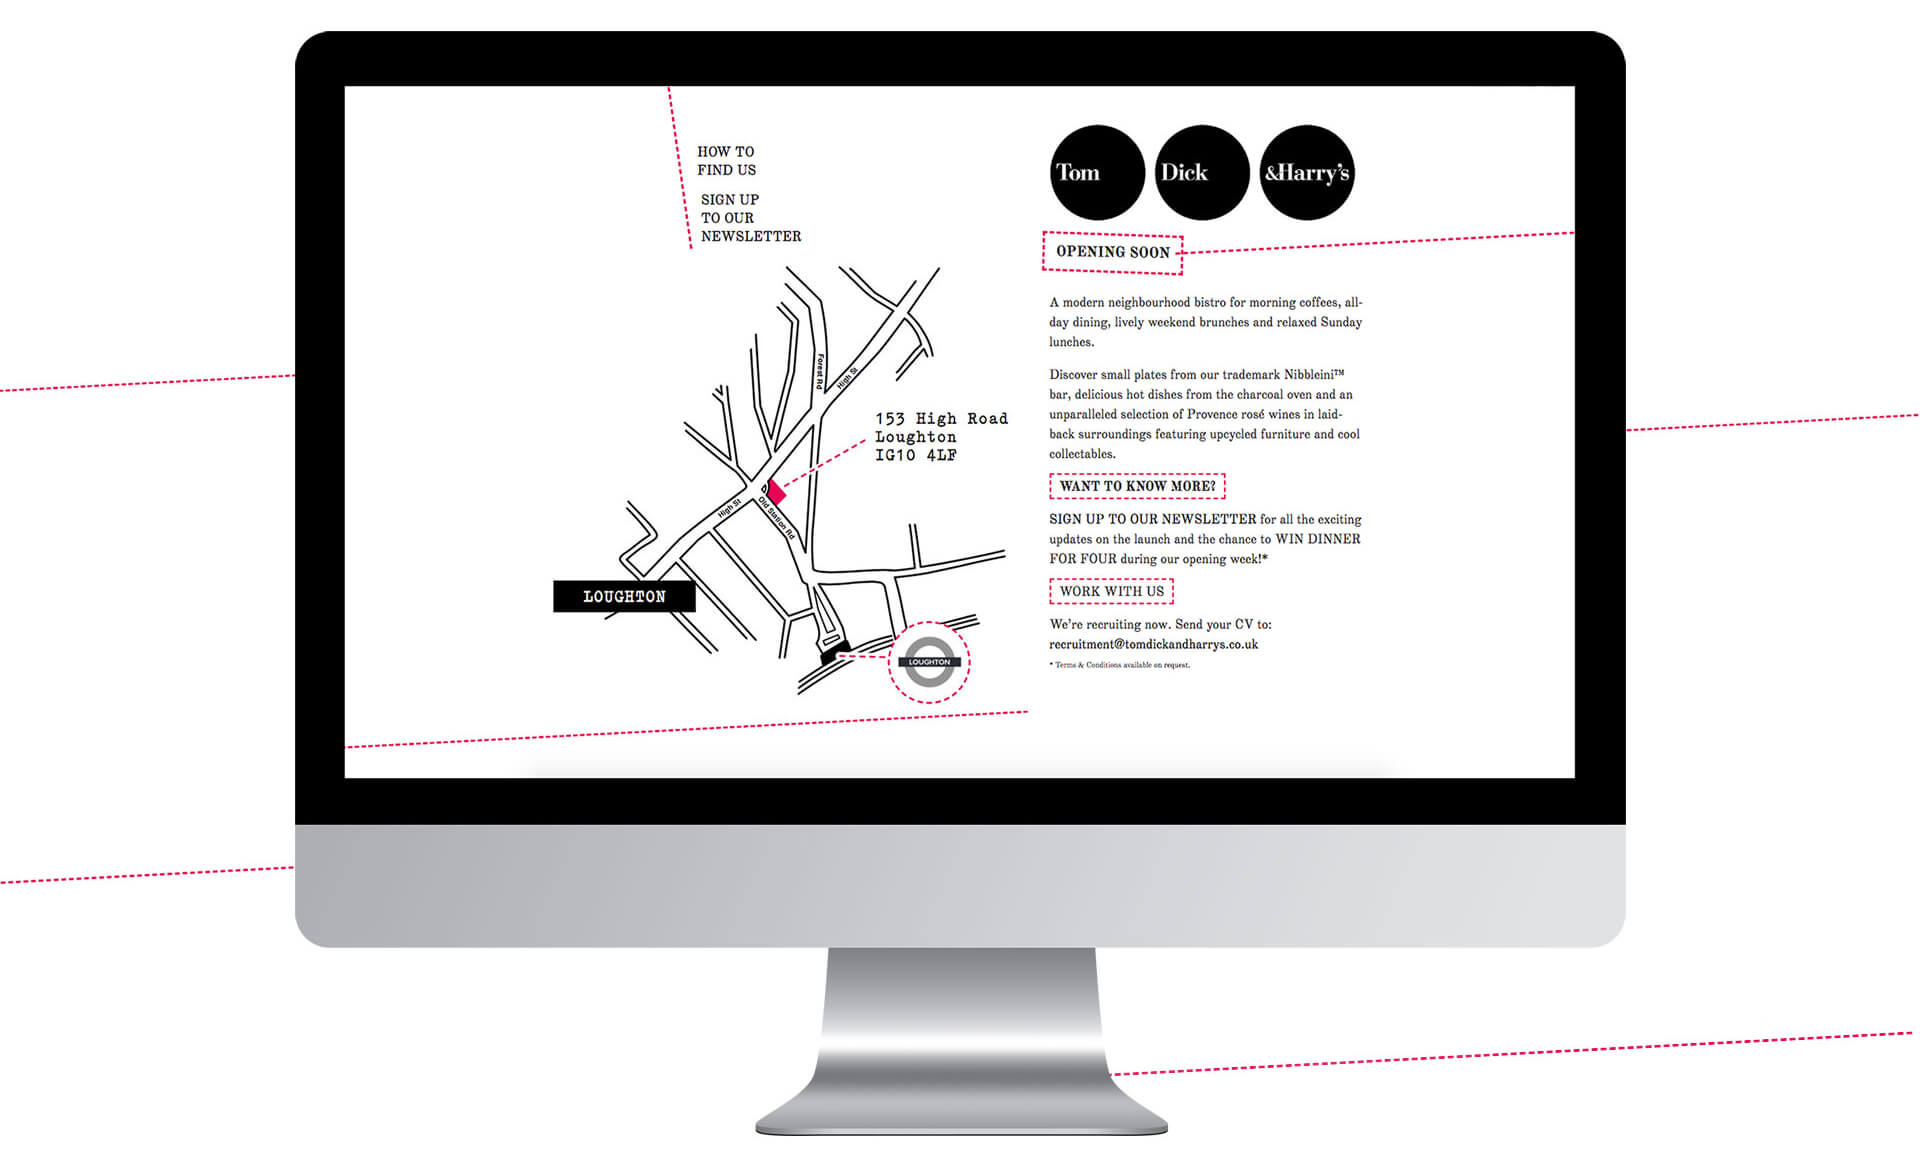 HOW TO
FIND US
SIGN UP
TO OUR
NEWSLETTER
Forest Rd
High St
153 High Road
Loughton
IG10 4LF
High St
Old Station Rd
LOUGHTON
LOUGHTON
Tom Dick &Harry's
OPENING SOON
A modern neighbourhood bistro for morning coffees, all-
day dining, lively weekend brunches and relaxed Sunday
lunches.
Discover small plates from our trademark Nibbleini™
bar, delicious hot dishes from the charcoal oven and an
unparalleled selection of Provence rosé wines in laid-
back surroundings featuring upcycled furniture and cool
collectables.
WANT TO KNOW MORE?
SIGN UP TO OUR NEWSLETTER for all the exciting
updates on the launch and the chance to WIN DINNER
FOR FOUR during our opening week!*
WORK WITH US
We're recruiting now. Send your CV to:
recruitment@tomdickandharrys.co.uk
* Terms & Conditions available on request.